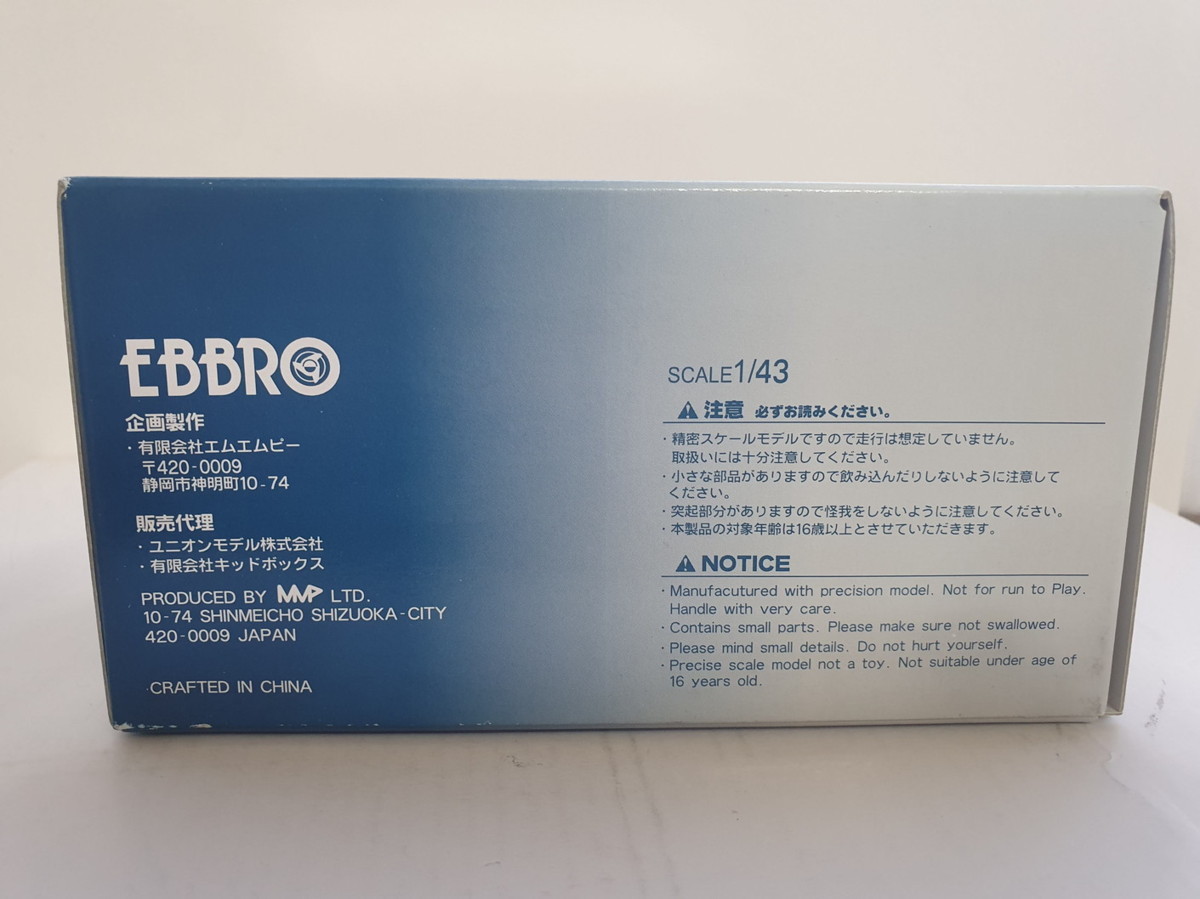 EBBRO
企画製作
・有限会社エムエムピー
〒420-0009
静岡市神明町10-74
販売代理
・ユニオンモデル株式会社
・有限会社キッドボックス
PRODUCED BY MMP LTD.
10-74 SHINMEICHO SHIZUOKA-CITY
420-0009 JAPAN
·CRAFTED IN CHINA
SCALE1/43
注意 必ずお読みください。
・精密スケールモデルですので走行は想定していません。
取扱いには十分注意してください。
・小さな部品がありますので飲み込んだりしないように注意して
ください。
・突起部分がありますので怪我をしないように注意してください。
・本製品の対象年齢は16歳以上とさせていただきます。
NOTICE
・Manufacutured with precision model. Not for run to Play.
Handle with very care.
・Contains small parts. Please make sure not swallowed.
・Please mind small details. Do not hurt yourself.
・Precise scale model not a toy. Not suitable under age of
16 years old.